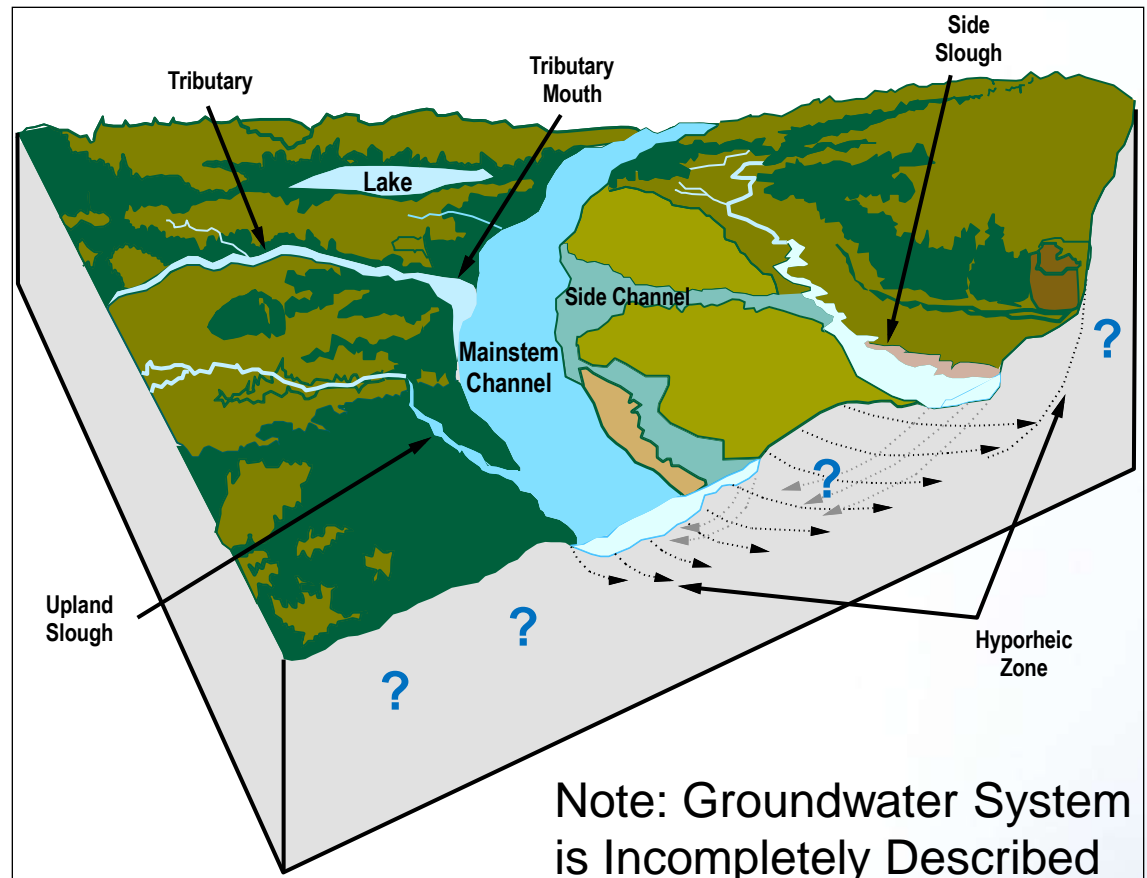 Side
Slough
Tributary
Mouth
Tributary
Lake
Side Channel
Mainstem
Channel
?
?
Upland
Slough
?
?
Hyporheic
Zone
Note: Groundwater System
is Incompletely Described